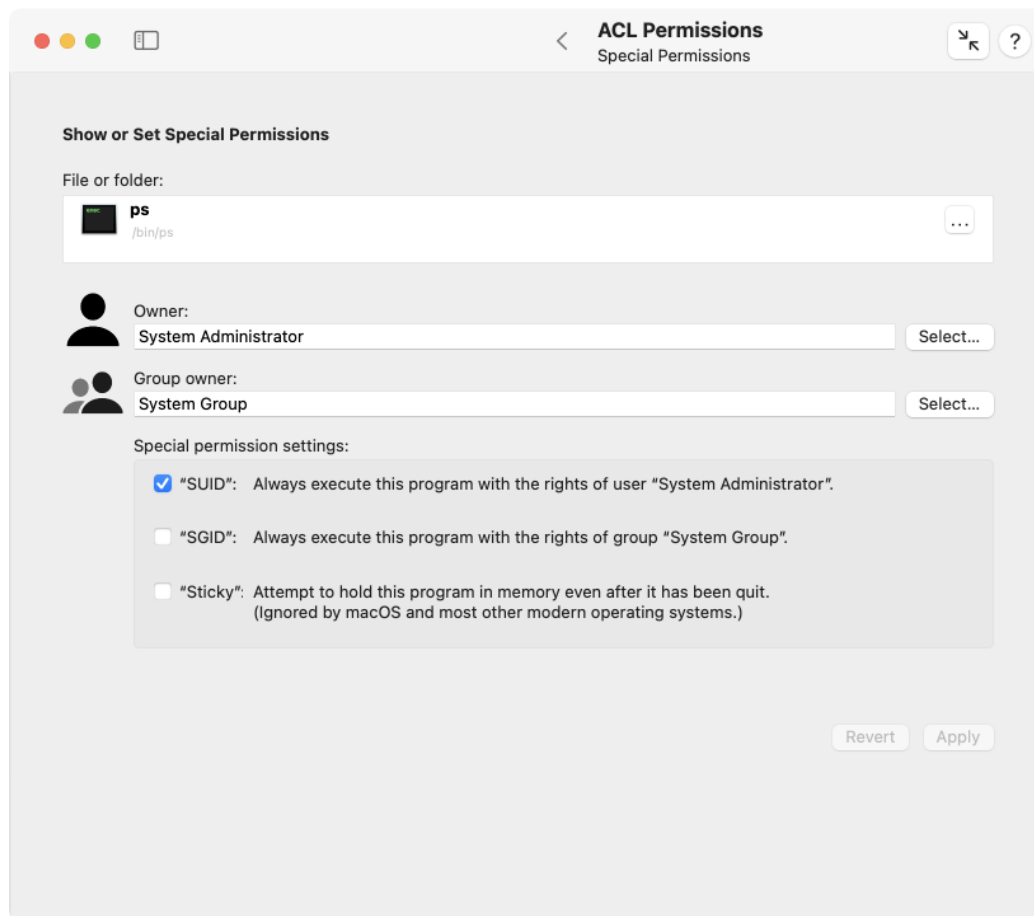 ACL Permissions
Special Permissions
?
Show or Set Special Permissions
File or folder:
ps
/bin/ps
...
Owner:
System Administrator
Select...
Group owner:
System Group
Select...
Special permission settings:
“SUID”: Always execute this program with the rights of user “System Administrator”.
“SGID”: Always execute this program with the rights of group “System Group”.
“Sticky”: Attempt to hold this program in memory even after it has been quit.
(Ignored by macOS and most other modern operating systems.)
Revert Apply